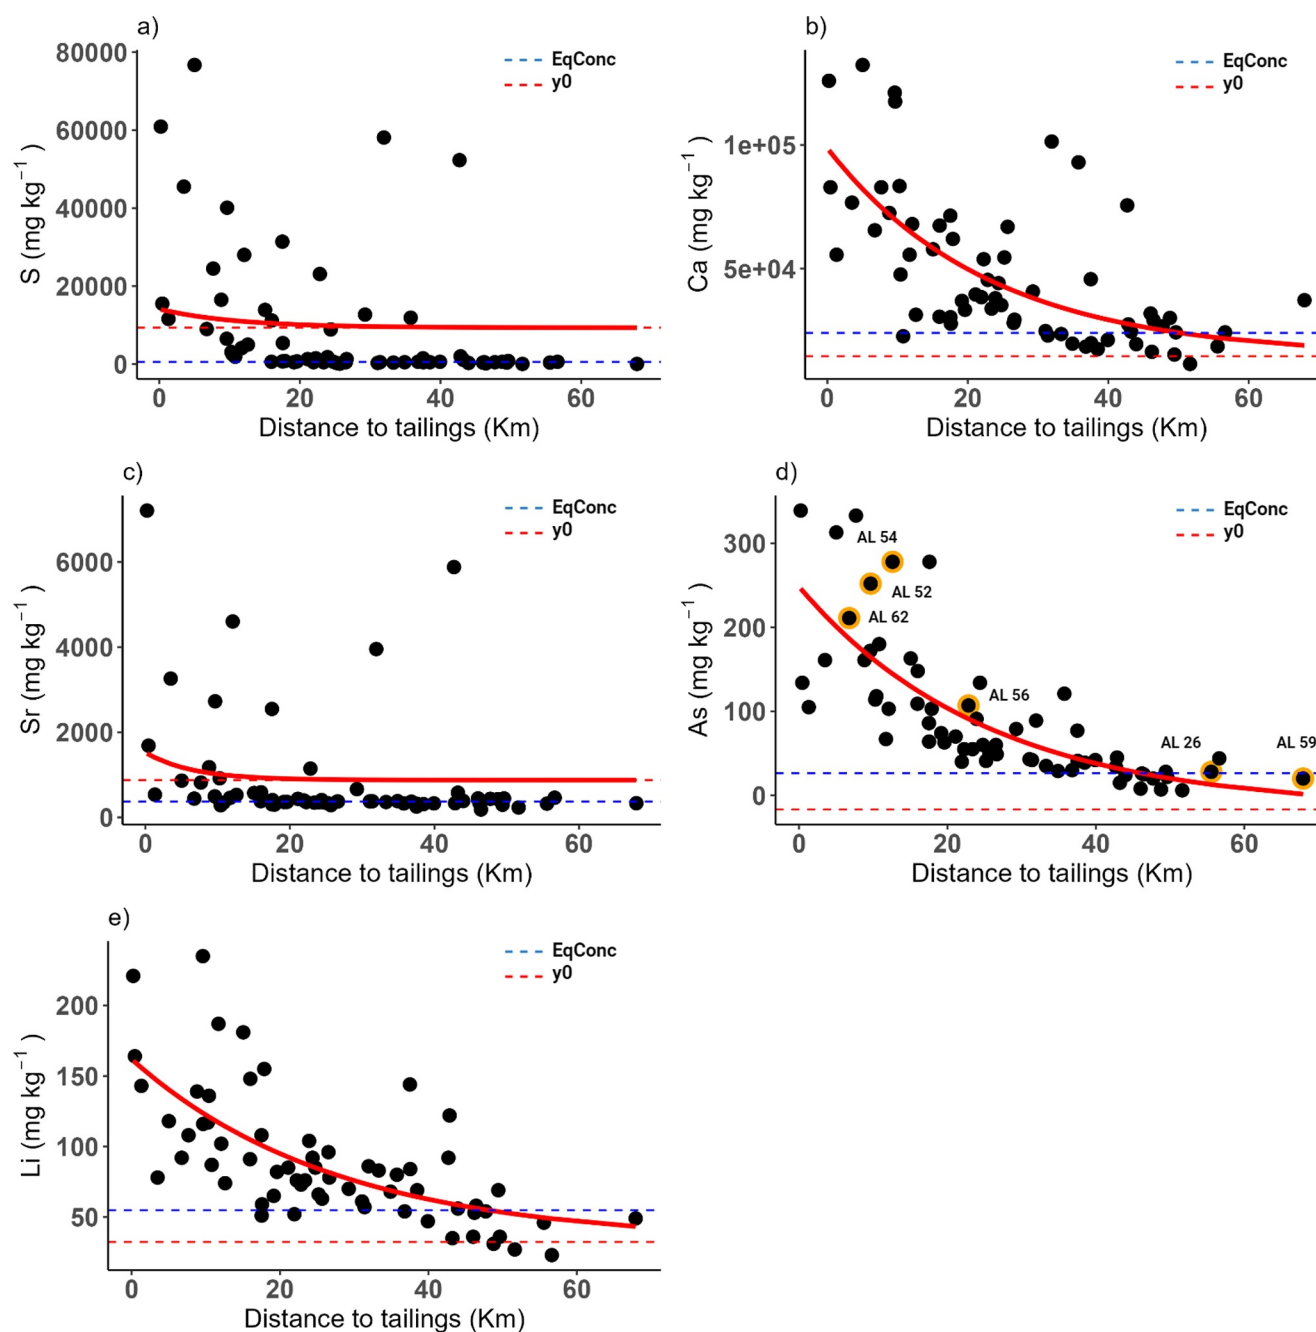 a)
S (mg kg⁻¹ )
80000
60000
40000
20000
0
EqConc
y0
0 20 40 60
Distance to tailings (Km)
b)
Ca (mg kg⁻¹ )
1e+05
5e+04
EqConc
y0
0 20 40 60
Distance to tailings (Km)
c)
Sr (mg kg⁻¹ )
6000
4000
2000
0
EqConc
y0
0 20 40 60
Distance to tailings (Km)
d)
As (mg kg⁻¹ )
300
200
100
0
EqConc
y0
AL 54
AL 52
AL 62
AL 56
AL 26 AL 59
0 20 40 60
Distance to tailings (Km)
e)
Li (mg kg⁻¹ )
200
150
100
50
EqConc
y0
0 20 40 60
Distance to tailings (Km)